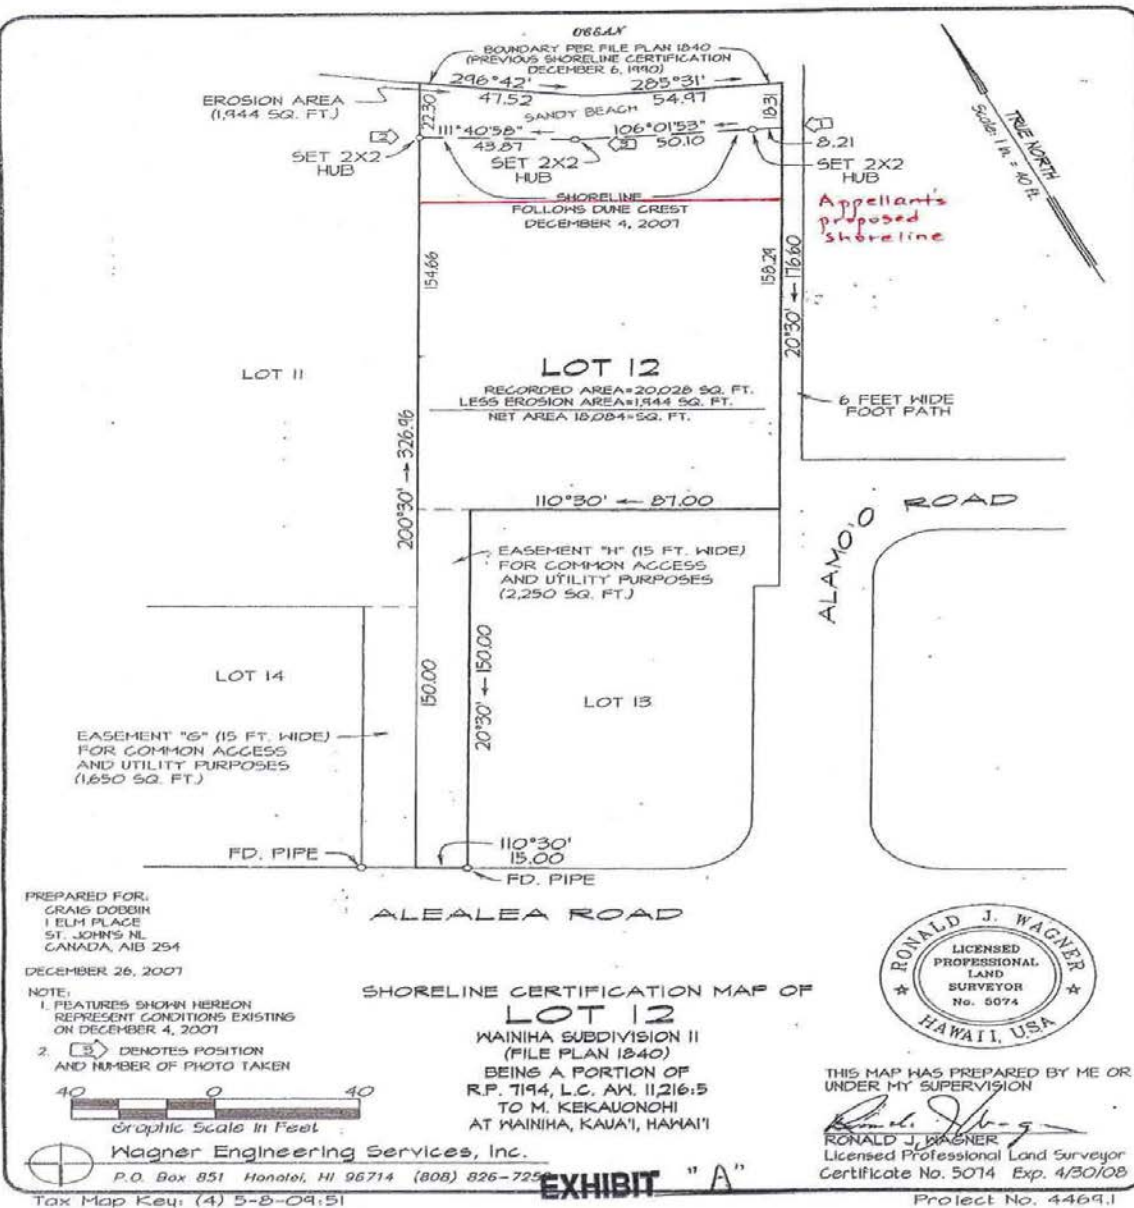 OCEAN
BOUNDARY PER FILE PLAN 1840
(PREVIOUS SHORELINE CERTIFICATION
DECEMBER 6, 1990)
296°42'
47.52
285°31'
54.97
EROSION AREA
(1,944 SQ. FT.)
22.30
SANDY BEACH
18.31
2
111°40'58"
43.87
106°01'53"
50.10
1
8.21
3
SET 2X2
HUB
SET 2X2
HUB
SET 2X2
HUB
SHORELINE
FOLLOWS DUNE CREST
DECEMBER 4, 2007
Appellant's
proposed
shoreline
TRUE NORTH
Scale: 1 in. = 40 ft.
154.66
158.29
20°30' 176.60
LOT 11
LOT 12
RECORDED AREA=20,028 SQ. FT.
LESS EROSION AREA=1,944 SQ. FT.
NET AREA 18,084=SQ. FT.
6 FEET WIDE
FOOT PATH
200°30' 326.96
110°30' 87.00
ALAMO'O ROAD
EASEMENT "H" (15 FT. WIDE)
FOR COMMON ACCESS
AND UTILITY PURPOSES
(2,250 SQ. FT.)
LOT 14
150.00
20°30' 150.00
LOT 13
EASEMENT "G" (15 FT. WIDE)
FOR COMMON ACCESS
AND UTILITY PURPOSES
(1,650 SQ. FT.)
FD. PIPE
110°30'
15.00
FD. PIPE
ALEALEA ROAD
PREPARED FOR:
CRAIG DOBBIN
1 ELM PLACE
ST. JOHN'S NL
CANADA, A1B 2S4
DECEMBER 26, 2007
NOTE:
1. FEATURES SHOWN HEREON
REPRESENT CONDITIONS EXISTING
ON DECEMBER 4, 2007
2. 3 DENOTES POSITION
AND NUMBER OF PHOTO TAKEN
40 0 40
Graphic Scale In Feet
SHORELINE CERTIFICATION MAP OF
LOT 12
WAINIHA SUBDIVISION II
(FILE PLAN 1840)
BEING A PORTION OF
R.P. 7194, L.C. AW. 11,216:5
TO M. KEKAUONOHI
AT WAINIHA, KAUA'I, HAWAI'I
RONALD J. WAGNER
LICENSED
PROFESSIONAL
LAND
SURVEYOR
No. 5074
HAWAII, U.S.A
THIS MAP WAS PREPARED BY ME OR
UNDER MY SUPERVISION
RONALD J. WAGNER
Licensed Professional Land Surveyor
Certificate No. 5074 Exp. 4/30/08
Wagner Engineering Services, Inc.
P.O. Box 851 Hanalei, HI 96714 (808) 826-725
EXHIBIT "A"
Tax Map Key: (4) 5-8-09:51
Project No. 4469.1